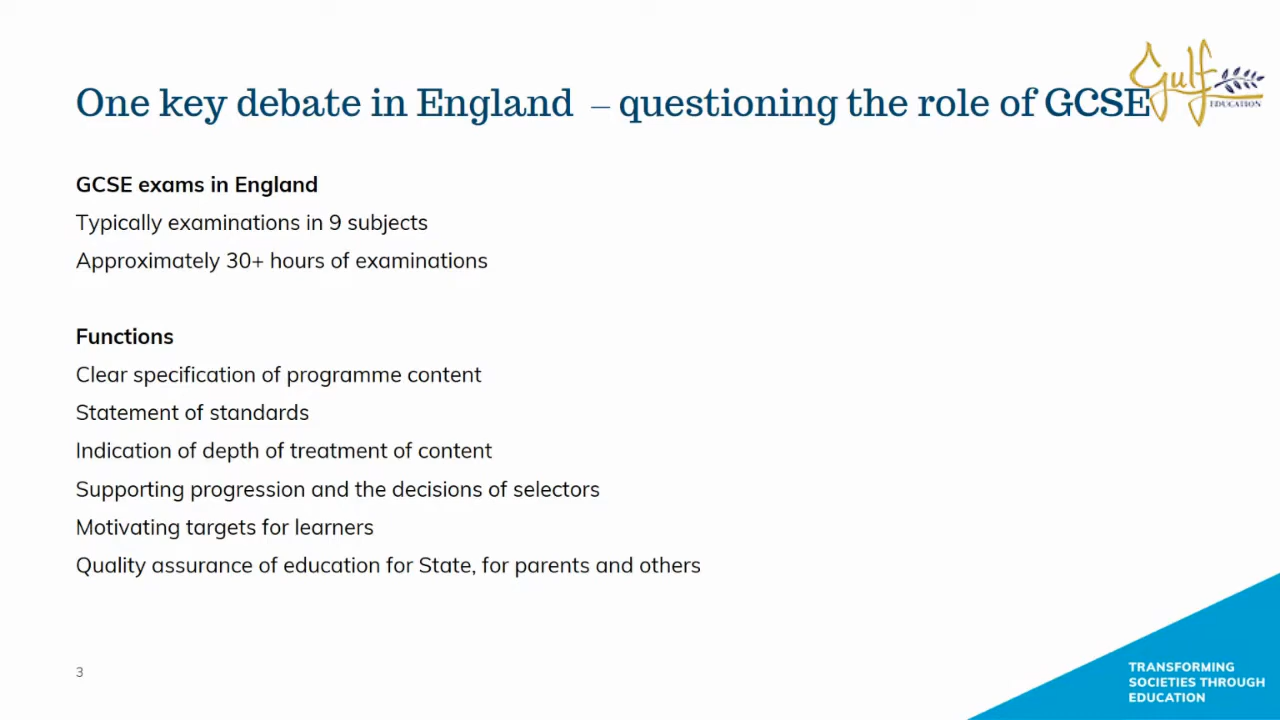 One key debate in England – questioning the role of GCSE
Gulf
EDUCATION
GCSE exams in England
Typically examinations in 9 subjects
Approximately 30+ hours of examinations
Functions
Clear specification of programme content
Statement of standards
Indication of depth of treatment of content
Supporting progression and the decisions of selectors
Motivating targets for learners
Quality assurance of education for State, for parents and others
3
TRANSFORMING
SOCIETIES THROUGH
EDUCATION